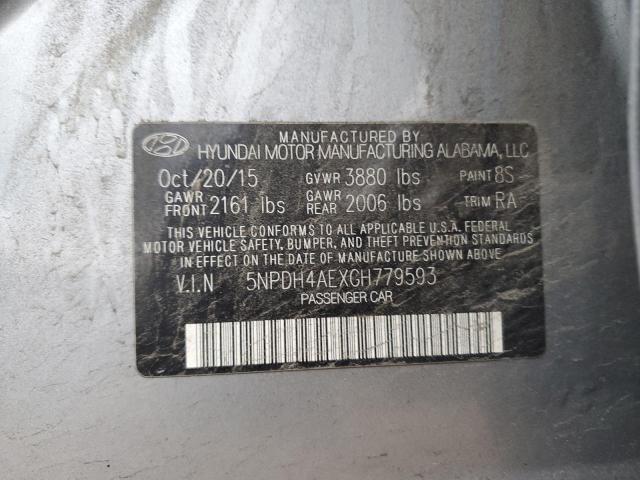 MANUFACTURED BY
HYUNDAI MOTOR MANUFACTURING ALABAMA, LLC
Oct/20/15 GVWR 3880 lbs PAINT 8S
GAWR FRONT 2161 lbs GAWR REAR 2006 lbs TRIM RA
THIS VEHICLE CONFORMS TO ALL APPLICABLE U.S.A. FEDERAL
MOTOR VEHICLE SAFETY, BUMPER, AND THEFT PREVENTION
STANDARDS IN EFFECT ON THE DATE OF MANUFACTURE SHOWN ABOVE
V.I.N 5NPDH4AEXGH779593
PASSENGER CAR